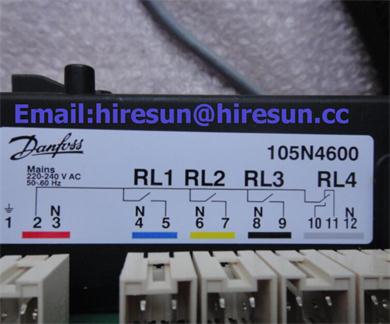 Email:hiresun@hiresun.cc
Danfoss
105N4600
Mains
220-240 V AC
50-60 Hz
RL1 RL2 RL3 RL4
N N N N
1 2 3 4 5 6 7 8 9 10 11 12